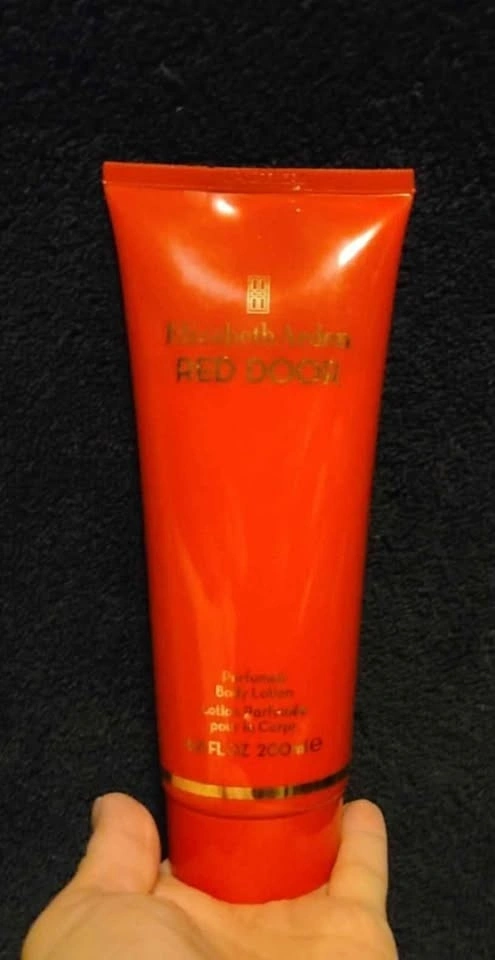 Elizabeth Arden
RED DOOR
Perfumed
Body Lotion
Lotion Parfumée
pour le Corps
FL OZ 200 ml e